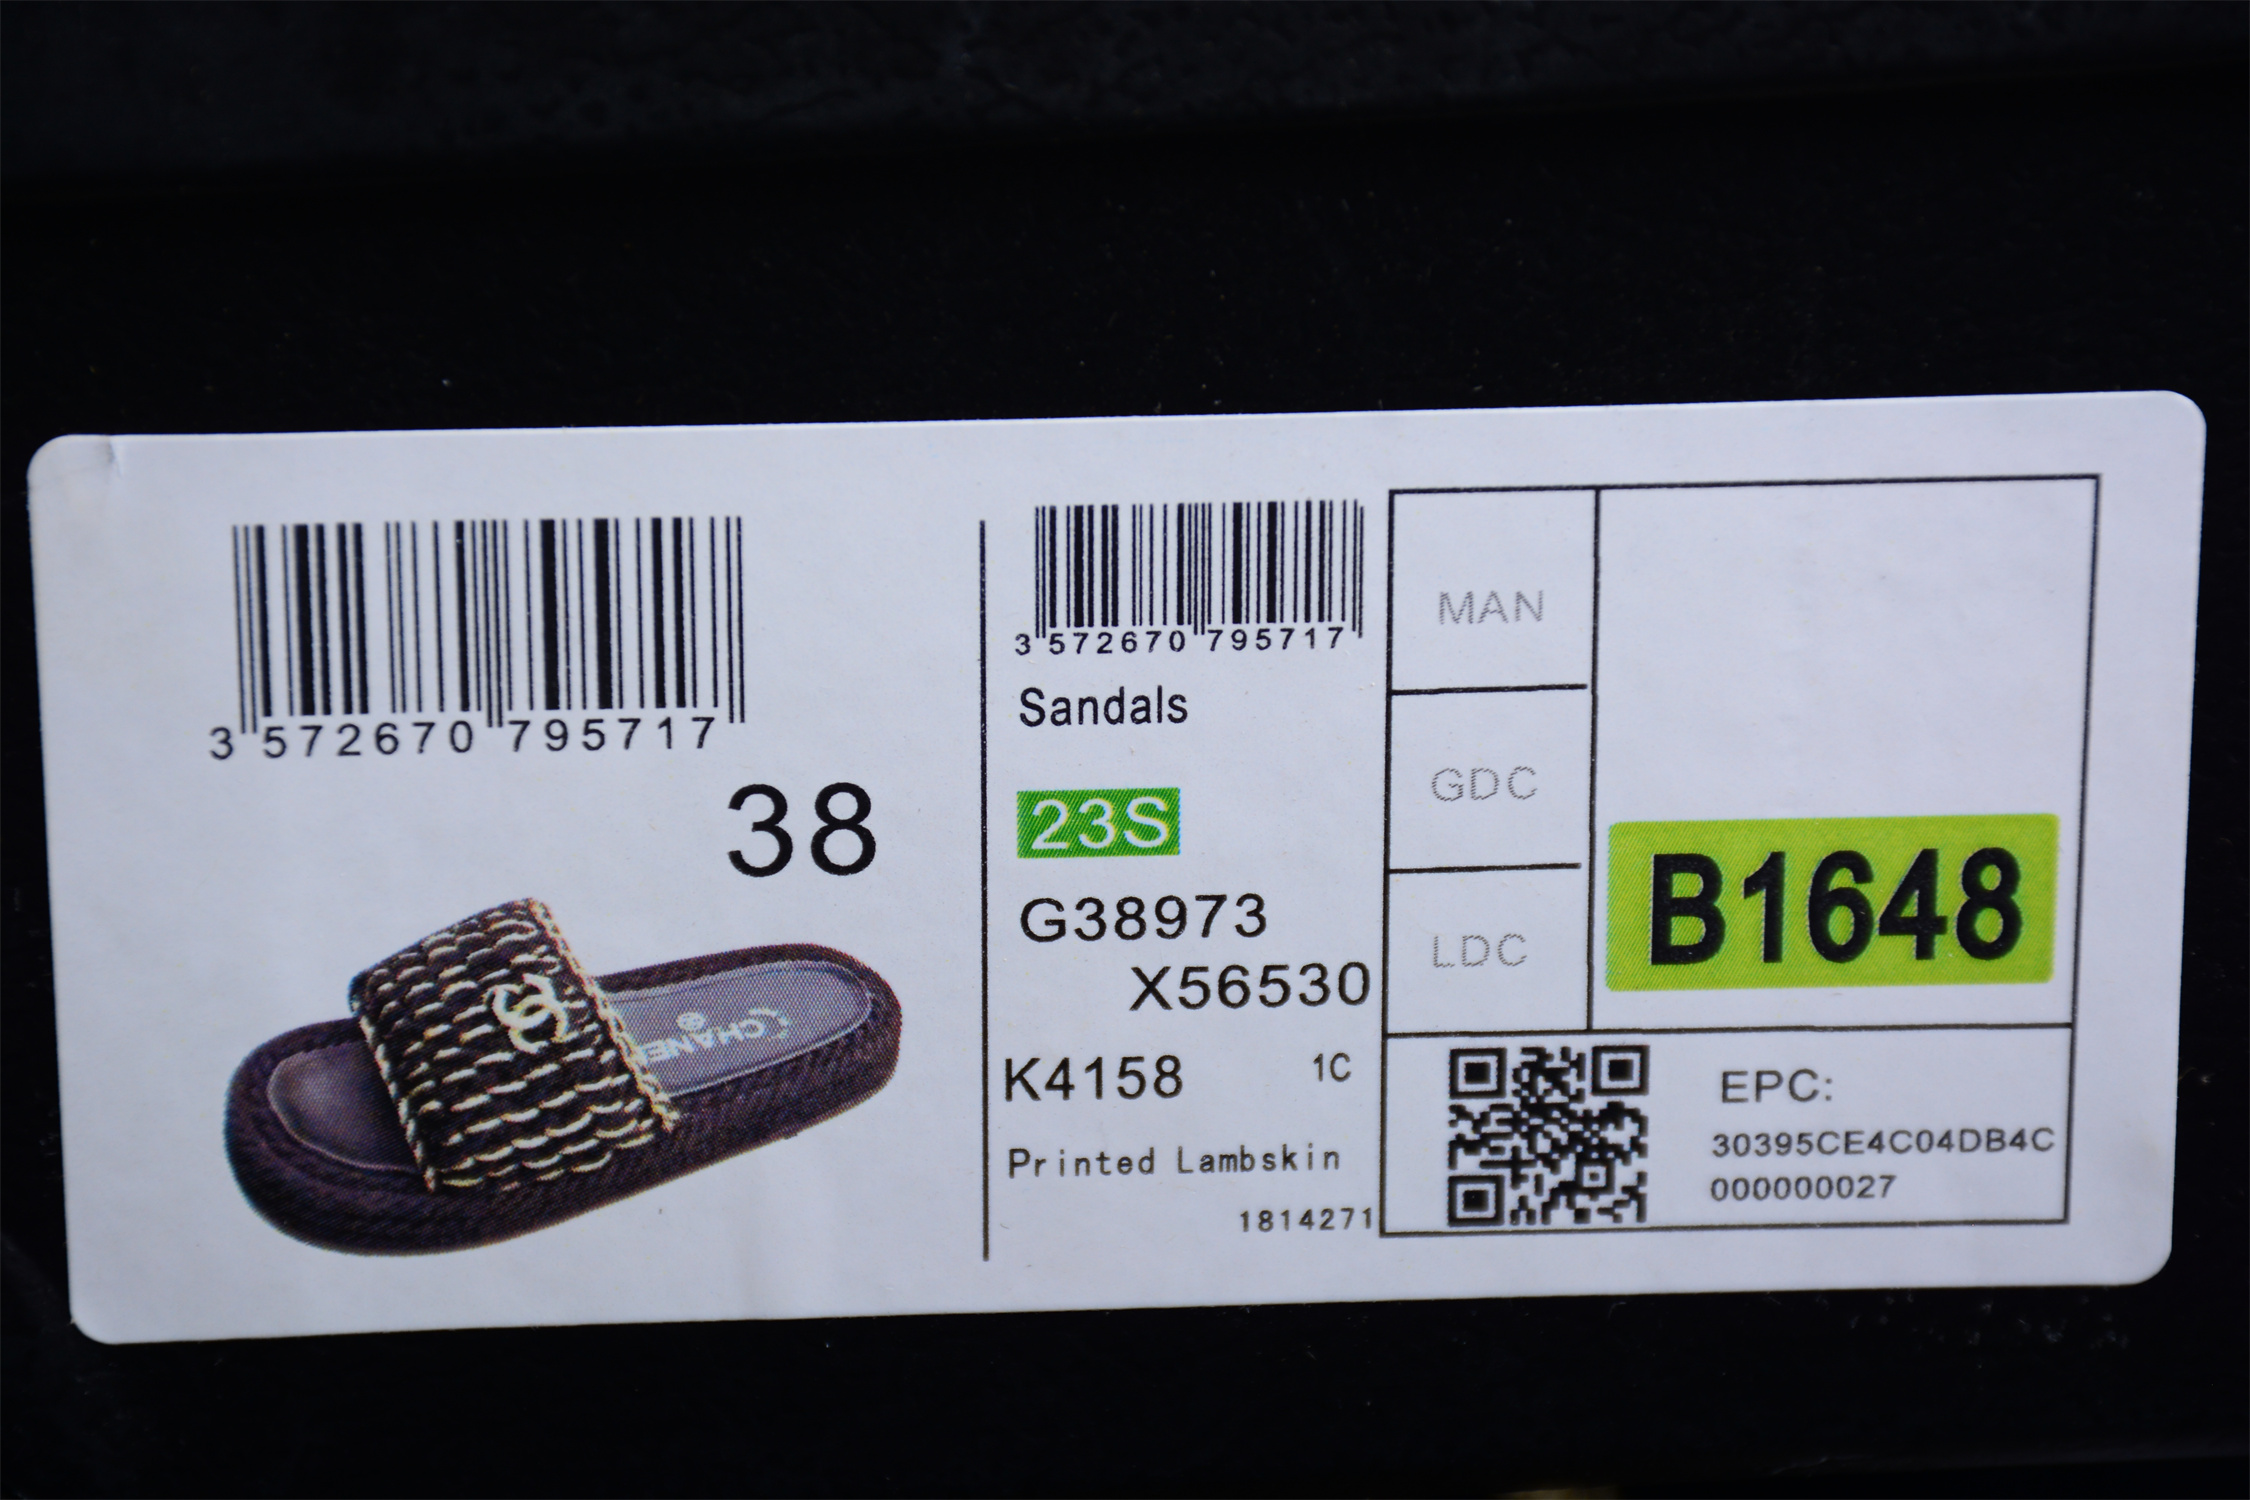 3 572670 795717
38
CHANEL
3 572670 795717
Sandals
23S
G38973
X56530
K4158 1C
Printed Lambskin
1814271
MAN
GDC
LDC
B1648
EPC:
30395CE4C04DB4C
000000027